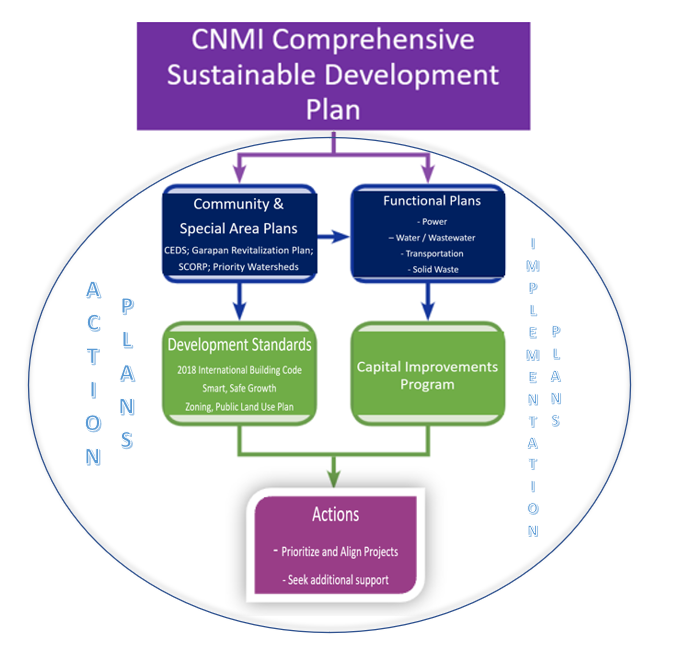 CNMI Comprehensive
Sustainable Development
Plan
Community &
Special Area Plans
CEDS; Garapan Revitalization Plan;
SCORP; Priority Watersheds
Functional Plans
- Power
– Water / Wastewater
- Transportation
- Solid Waste
ACTION
PLANS
Development Standards
2018 International Building Code
Smart, Safe Growth
Zoning, Public Land Use Plan
Capital Improvements
Program
IMPLEMENTATION
PLANS
Actions
- Prioritize and Align Projects
- Seek additional support